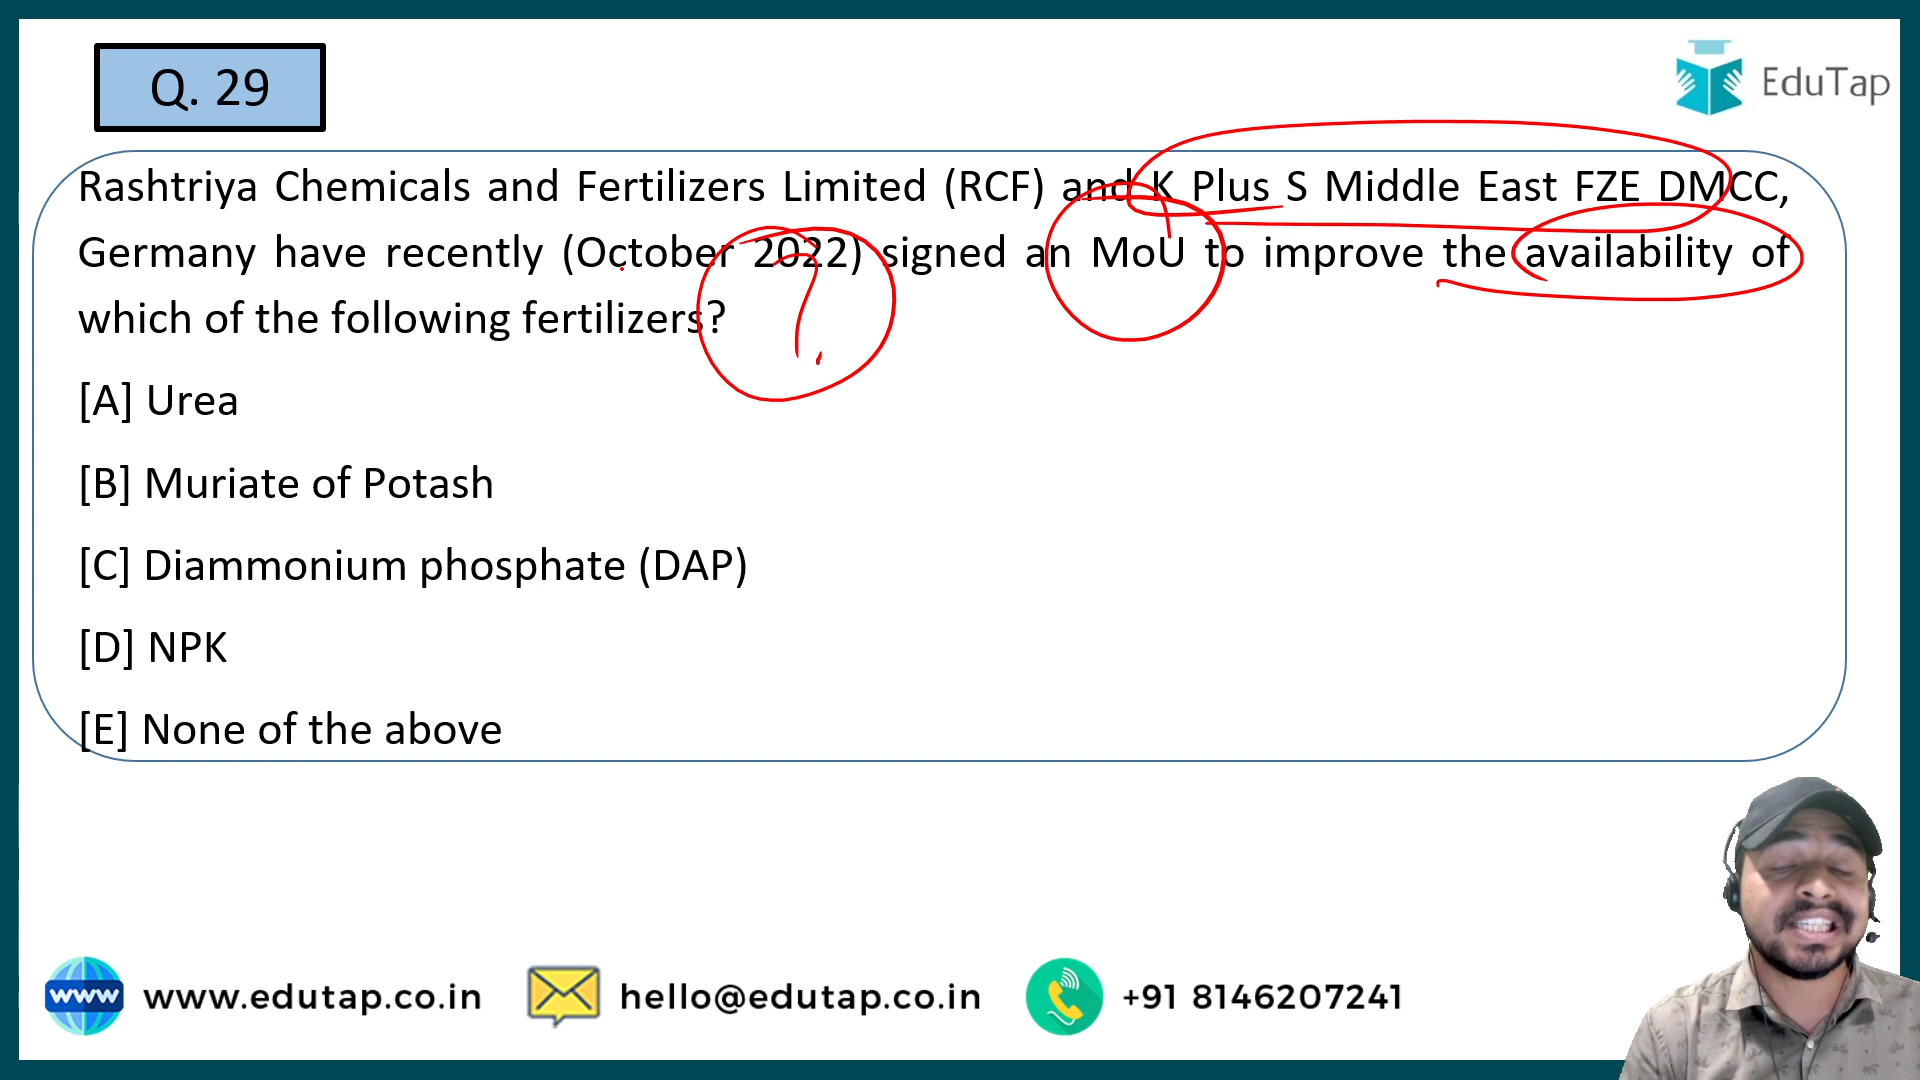 Q. 29
EduTap
Rashtriya Chemicals and Fertilizers Limited (RCF) and K Plus S Middle East FZE DMCC,
Germany have recently (October 2022) signed an MoU to improve the availability of
which of the following fertilizers?
?
[A] Urea
[B] Muriate of Potash
[C] Diammonium phosphate (DAP)
[D] NPK
[E] None of the above
www www.edutap.co.in hello@edutap.co.in +91 8146207241